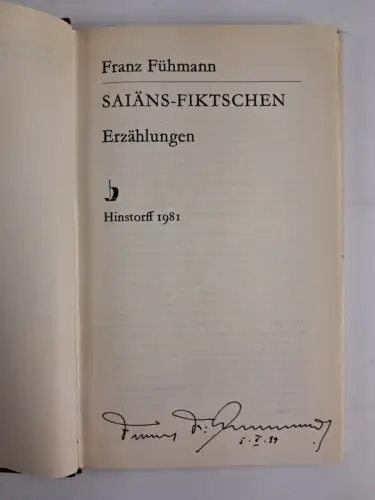 Franz Fühmann
SAIÄNS-FIKTSCHEN
Erzählungen
Hinstorff 1981